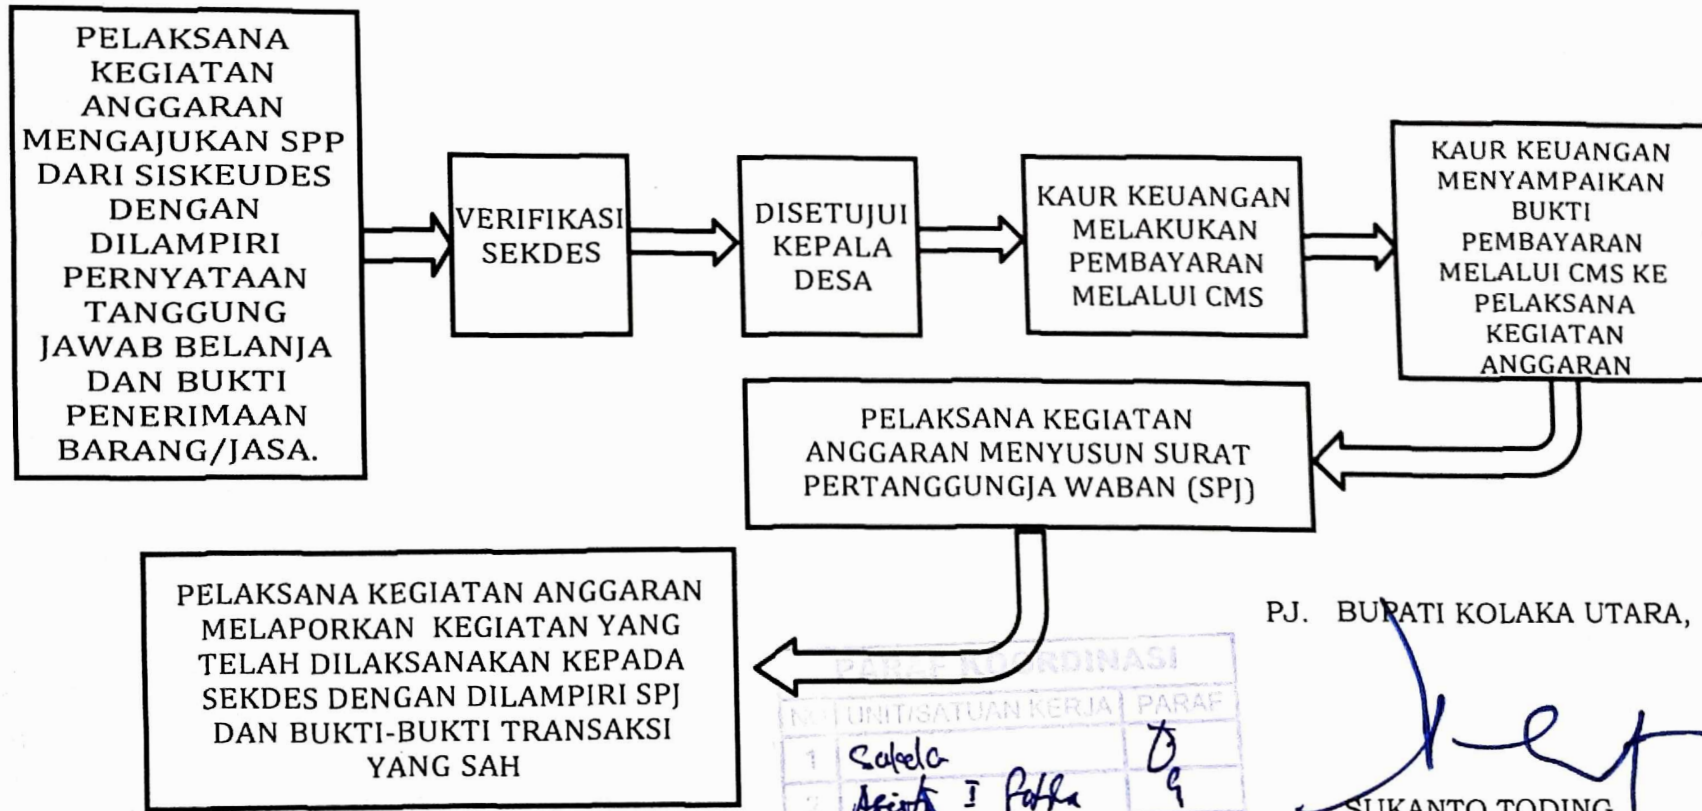 PELAKSANA
KEGIATAN
ANGGARAN
MENGAJUKAN SPP
DARI SISKEUDES
DENGAN
DILAMPIRI
PERNYATAAN
TANGGUNG
JAWAB BELANJA
DAN BUKTI
PENERIMAAN
BARANG/JASA.
VERIFIKASI
SEKDES
DISETUJUI
KEPALA
DESA
KAUR KEUANGAN
MELAKUKAN
PEMBAYARAN
MELALUI CMS
KAUR KEUANGAN
MENYAMPAIKAN
BUKTI
PEMBAYARAN
MELALUI CMS KE
PELAKSANA
KEGIATAN
ANGGARAN
PELAKSANA KEGIATAN
ANGGARAN MENYUSUN SURAT
PERTANGGUNGJA WABAN (SPJ)
PELAKSANA KEGIATAN ANGGARAN
MELAPORKAN KEGIATAN YANG
TELAH DILAKSANAKAN KEPADA
SEKDES DENGAN DILAMPIRI SPJ
DAN BUKTI-BUKTI TRANSAKSI
YANG SAH
PARAF KOORDINASI
NO UNIT/SATUAN KERJA PARAF
1
2
PJ. BUPATI KOLAKA UTARA,
SUKANTO TODING